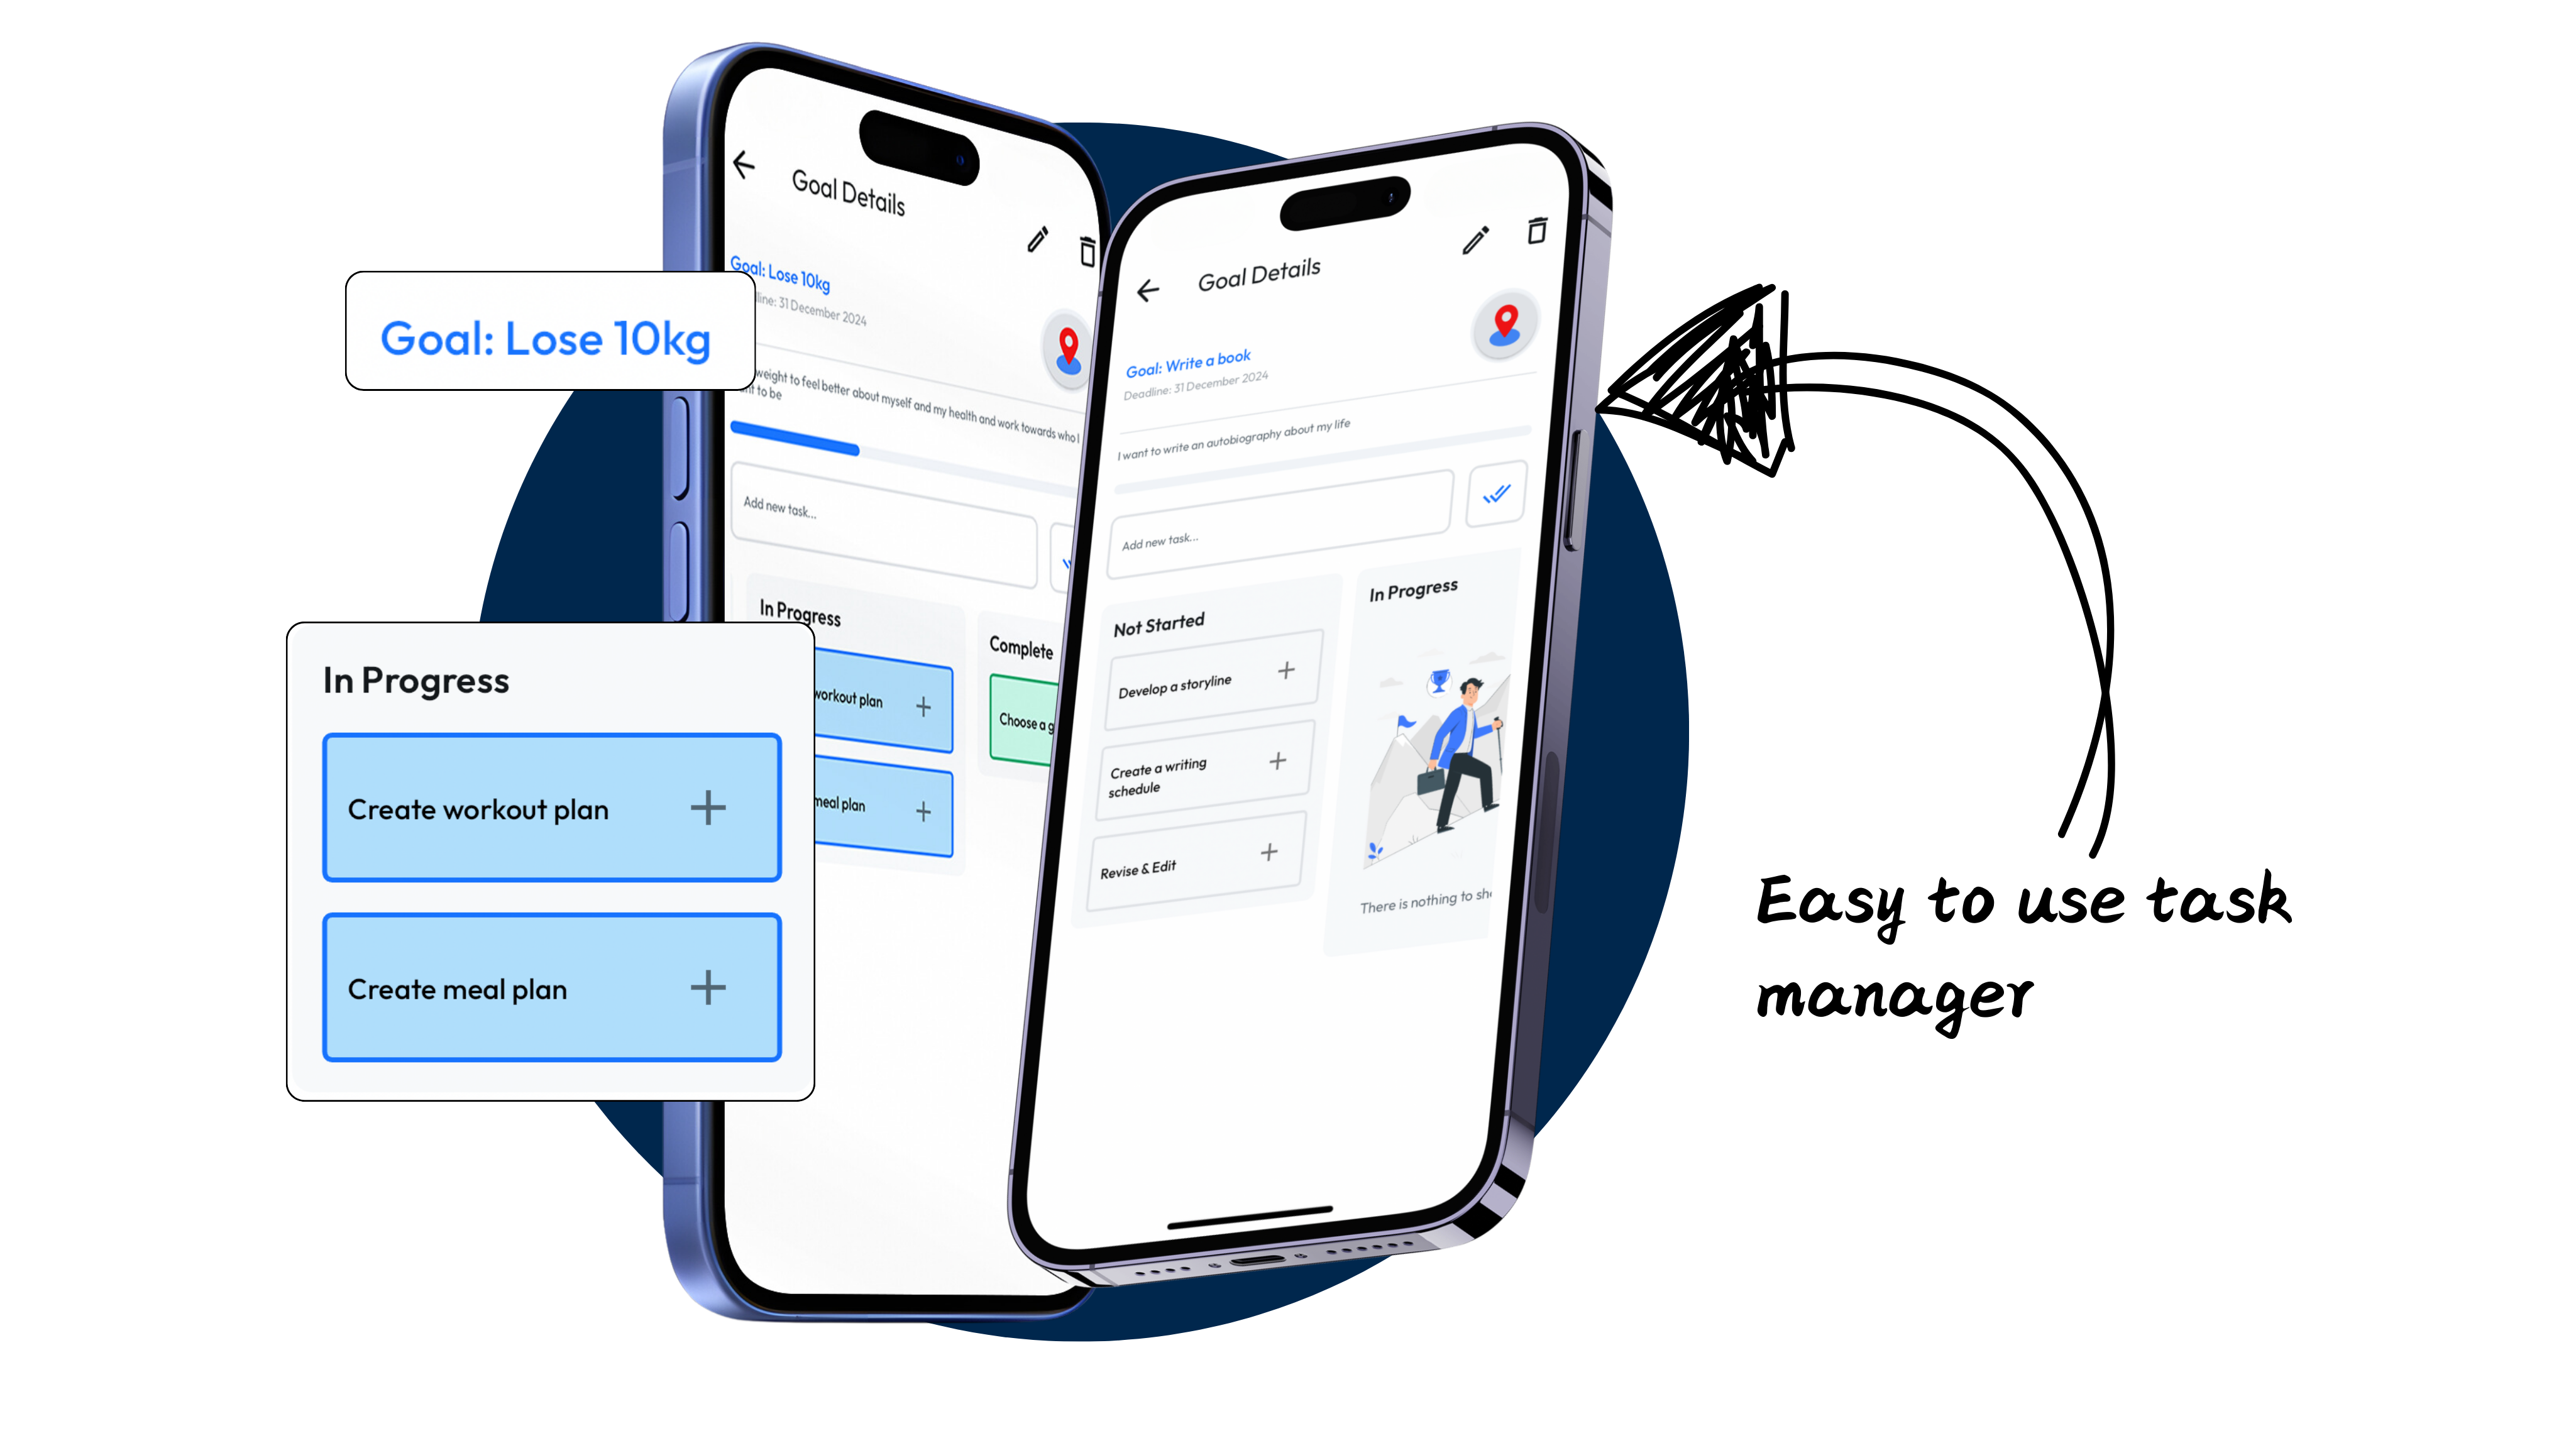 Goal Details
Goal: Lose 10kg
31 December 2024
weight to feel better about myself and my health and work towards who I
to be
Add new task...
In Progress
workout plan
meal plan
Complete
Choose a
Goal: Lose 10kg
In Progress
Create workout plan
Create meal plan
Goal Details
Goal: Write a book
Deadline: 31 December 2024
I want to write an autobiography about my life
Add new task...
Not Started
Develop a storyline
Create a writing
schedule
Revise & Edit
In Progress
There is nothing to
Easy to use task
manager